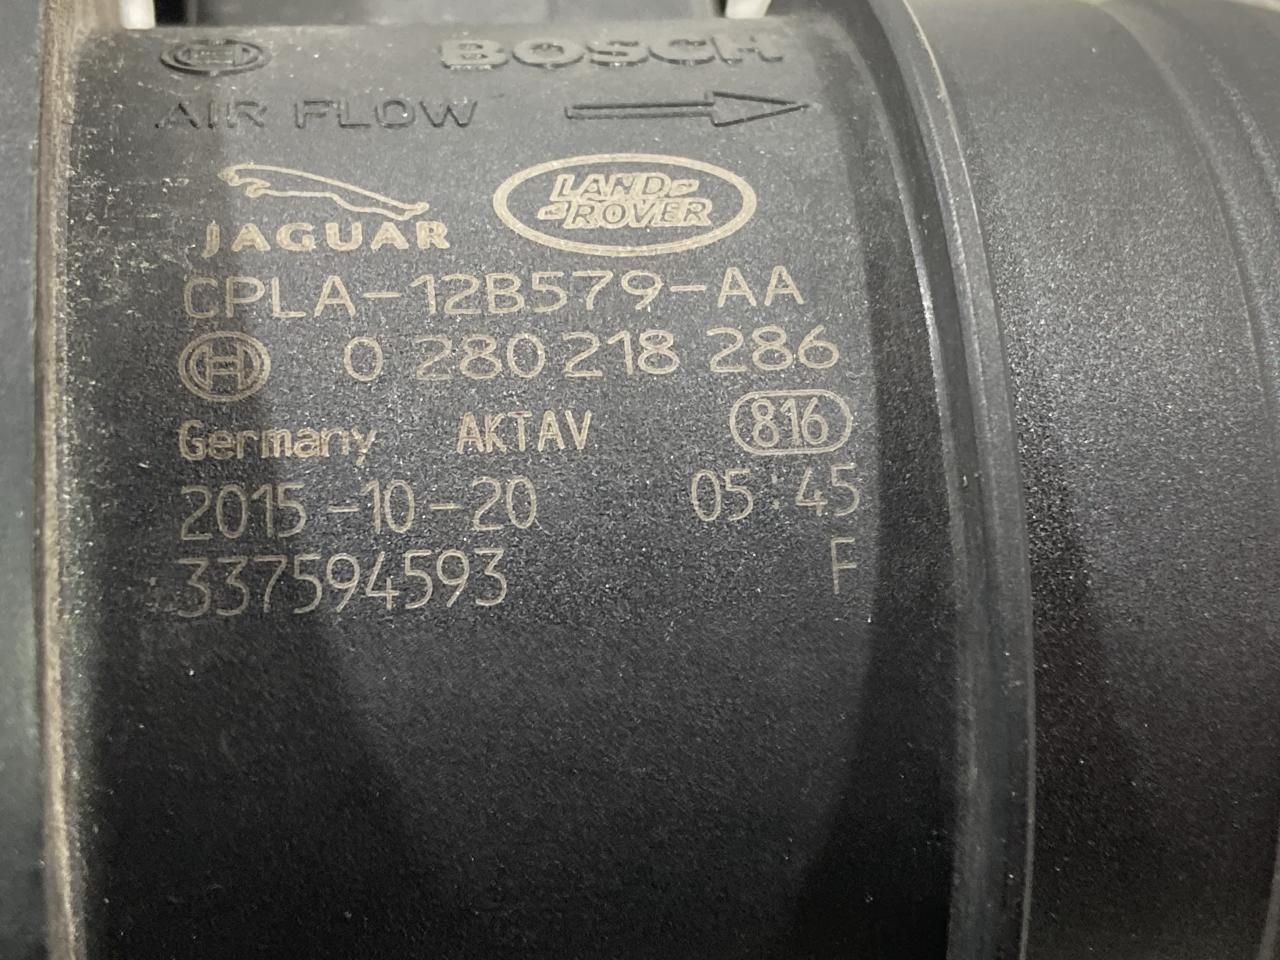 BOSCH
AIR FLOW
JAGUAR
LAND
ROVER
CPLA-12B579-AA
0 280 218 286
Germany AKTAV 816
2015-10-20 05:45
337594593 F